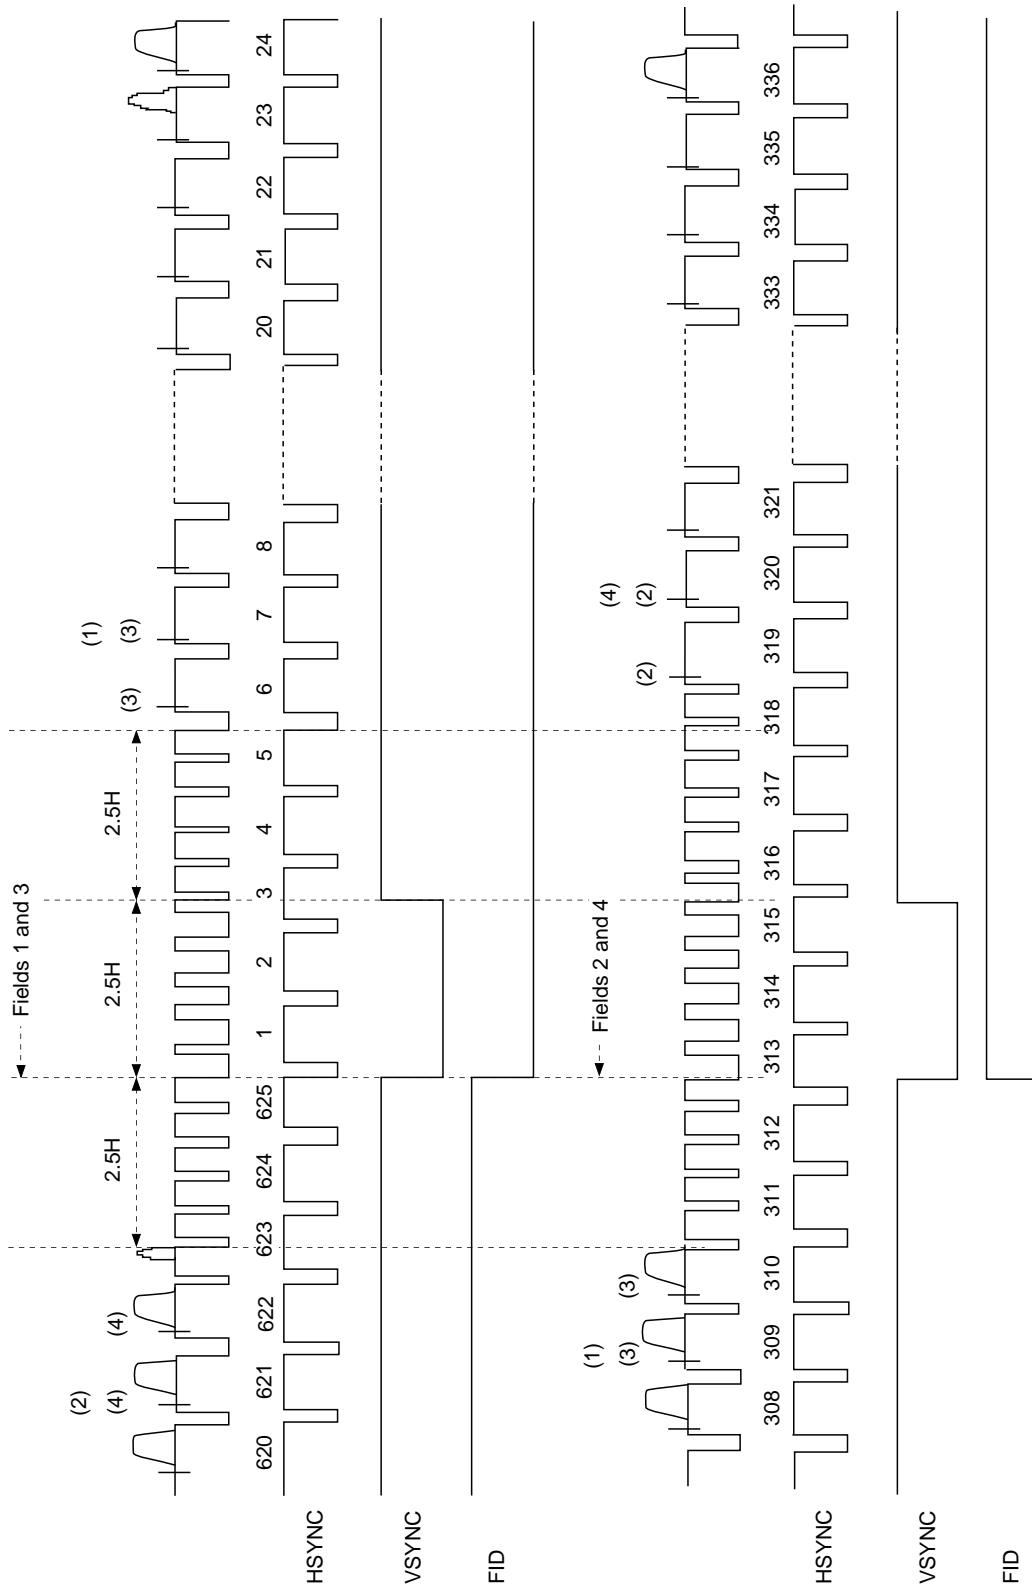 Fields 1 and 3
2.5H 2.5H 2.5H
(2) (1)
(4) (4) (3) (3)
620 621 622 623 624 625 1 2 3 4 5 6 7 8 20 21 22 23 24
HSYNC
VSYNC
FID
Fields 2 and 4
(1) (4)
(3) (3) (2) (2)
308 309 310 311 312 313 314 315 316 317 318 319 320 321 333 334 335 336
HSYNC
VSYNC
FID